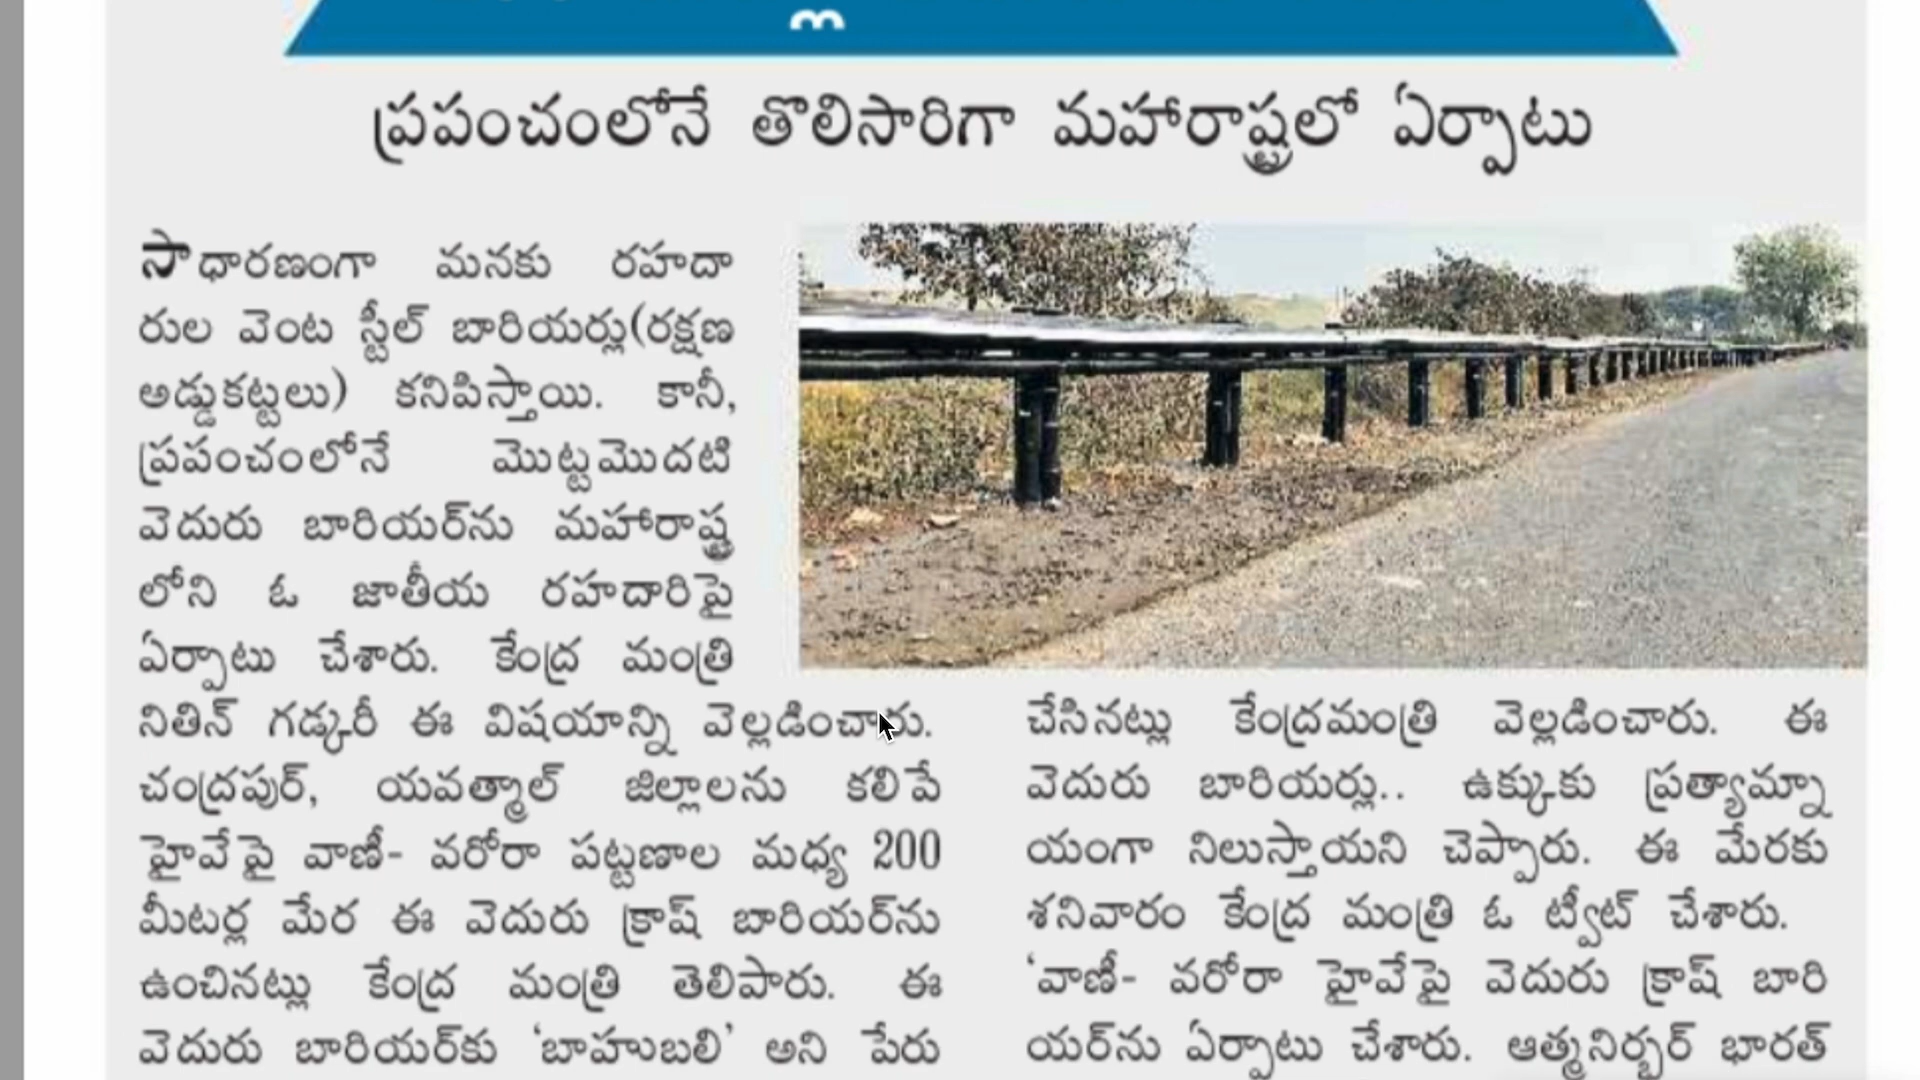 ప్రపంచంలోనే తొలిసారిగా మహారాష్ట్రలో ఏర్పాటు
సాధారణంగా మనకు రహదా
రుల వెంట స్టీల్ బారియర్లు(రక్షణ
అడ్డుకట్టలు) కనిపిస్తాయి. కానీ,
ప్రపంచంలోనే మొట్టమొదటి
వెదురు బారియర్‌ను మహారాష్ట్ర
లోని ఓ జాతీయ రహదారిపై
ఏర్పాటు చేశారు. కేంద్ర మంత్రి
నితిన్ గడ్కరీ ఈ విషయాన్ని వెల్లడించారు.
చంద్రపుర్, యవత్మాల్ జిల్లాలను కలిపే
హైవేపై వాణీ- వరోరా పట్టణాల మధ్య 200
మీటర్ల మేర ఈ వెదురు క్రాష్ బారియర్‌ను
ఉంచినట్లు కేంద్ర మంత్రి తెలిపారు. ఈ
వెదురు బారియర్‌కు ‘బాహుబలి’ అని పేరు
చేసినట్లు కేంద్రమంత్రి వెల్లడించారు. ఈ
వెదురు బారియర్లు.. ఉక్కుకు ప్రత్యామ్నా
యంగా నిలుస్తాయని చెప్పారు. ఈ మేరకు
శనివారం కేంద్ర మంత్రి ఓ ట్వీట్ చేశారు.
‘వాణీ- వరోరా హైవేపై వెదురు క్రాష్ బారి
యర్‌ను ఏర్పాటు చేశారు. ఆత్మనిర్భర్ భారత్